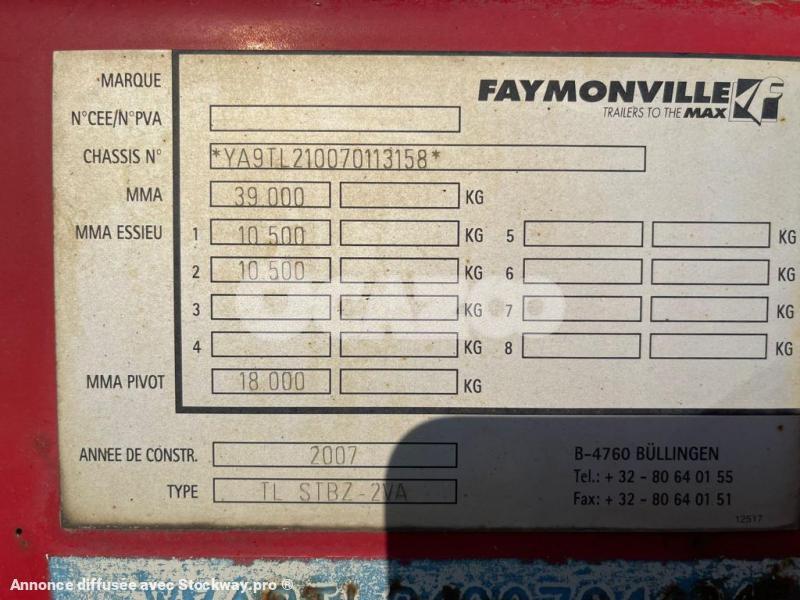 MARQUE
FAYMONVILLE
TRAILERS TO THE MAX
N°CEE/N°PVA
CHASSIS N° *YA9TL210070113158*
MMA 39.000 KG
MMA ESSIEU 1 10.500 KG 5 KG
2 10.500 KG 6 KG
3 KG 7 KG
4 KG 8 KG
MMA PIVOT 18.000 KG
ANNEE DE CONSTR. 2007
B-4760 BÜLLINGEN
Tel.: + 32 - 80 64 01 55
TYPE TL STBZ-2VA
Fax: + 32 - 80 64 01 51
12517
Annonce diffusée avec Stockway.pro ®